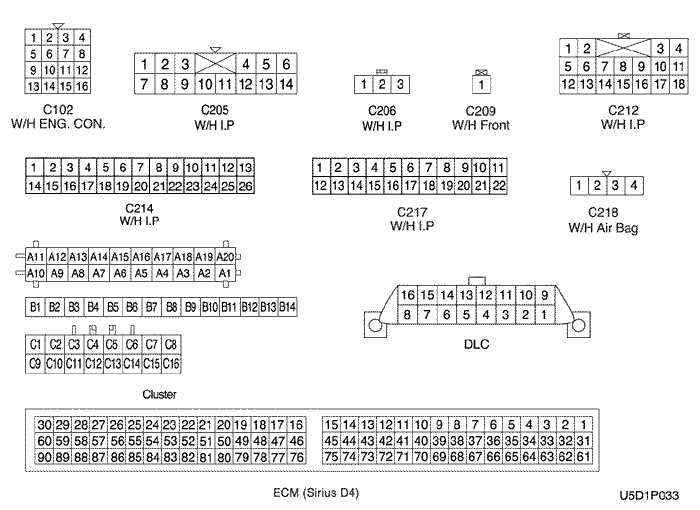 1 2 3 4
5 6 7 8
9 10 11 12
13 14 15 16
C102
W/H ENG. CON.
1 2 3 4 5 6
7 8 9 10 11 12 13 14
C205
W/H I.P
1 2 3
C206
W/H I.P
1
C209
W/H Front
1 2 3 4
5 6 7 8 9 10 11
12 13 14 15 16 17 18
C212
W/H I.P
1 2 3 4 5 6 7 8 9 10 11 12 13
14 15 16 17 18 19 20 21 22 23 24 25 26
C214
W/H I.P
1 2 3 4 5 6 7 8 9 10 11
12 13 14 15 16 17 18 19 20 21 22
C217
W/H I.P
1 2 3 4
C218
W/H Air Bag
A11 A12 A13 A14 A15 A16 A17 A18 A19 A20
A10 A9 A8 A7 A6 A5 A4 A3 A2 A1
B1 B2 B3 B4 B5 B6 B7 B8 B9 B10 B11 B12 B13 B14
C1 C2 C3 C4 C5 C6 C7 C8
C9 C10 C11 C12 C13 C14 C15 C16
Cluster
16 15 14 13 12 11 10 9
8 7 6 5 4 3 2 1
DLC
30 29 28 27 26 25 24 23 22 21 20 19 18 17 16
60 59 58 57 56 55 54 53 52 51 50 49 48 47 46
90 89 88 87 86 85 84 83 82 81 80 79 78 77 76
15 14 13 12 11 10 9 8 7 6 5 4 3 2 1
45 44 43 42 41 40 39 38 37 36 35 34 33 32 31
75 74 73 72 71 70 69 68 67 66 65 64 63 62 61
ECM (Sirius D4)
U5D1P033